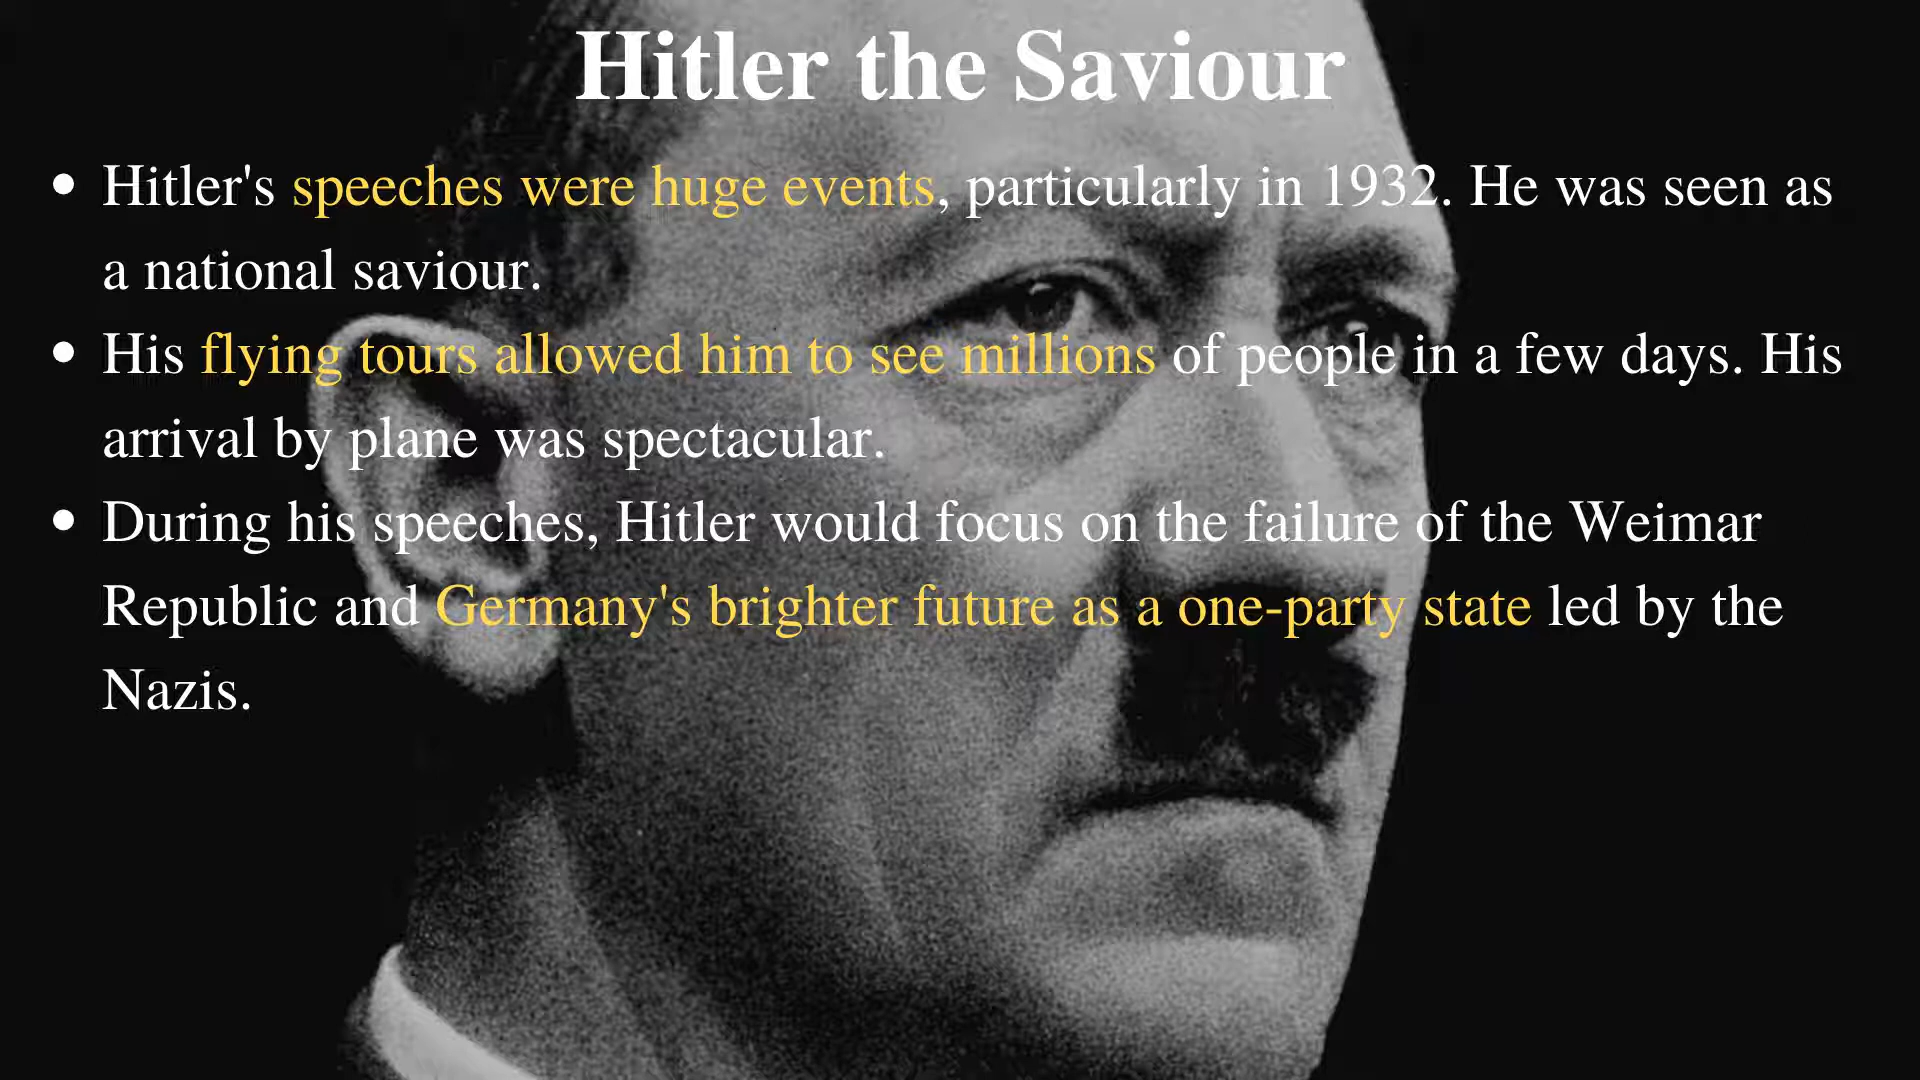 Hitler the Saviour
• Hitler's speeches were huge events, particularly in 1932. He was seen as
a national saviour.
• His flying tours allowed him to see millions of people in a few days. His
arrival by plane was spectacular.
• During his speeches, Hitler would focus on the failure of the Weimar
Republic and Germany's brighter future as a one-party state led by the
Nazis.